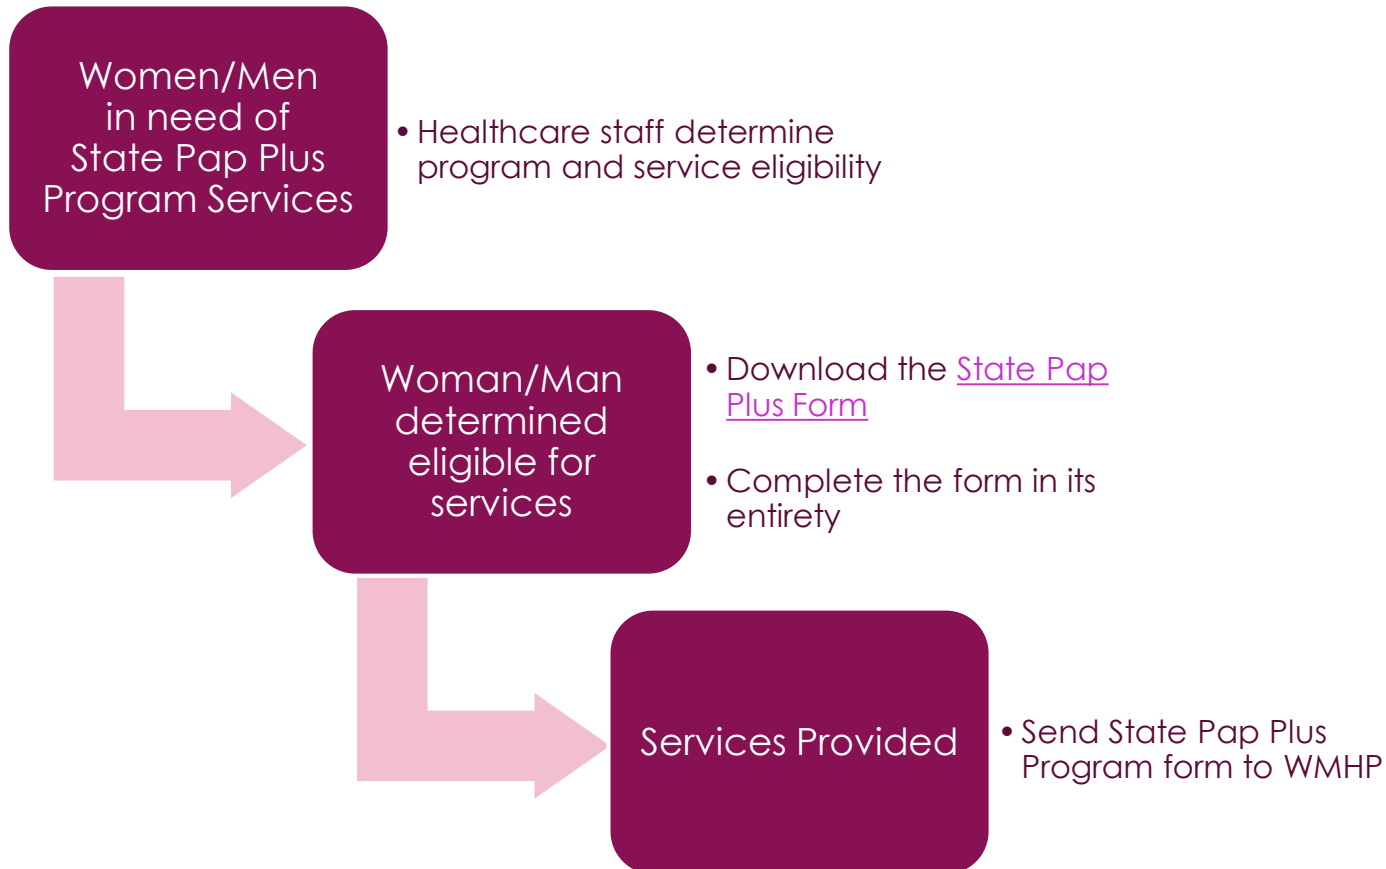 Women/Men
in need of
State Pap Plus
Program Services
• Healthcare staff determine
program and service eligibility
Woman/Man
determined
eligible for
services
• Download the State Pap
Plus Form
• Complete the form in its
entirety
Services Provided
• Send State Pap Plus
Program form to WMHP